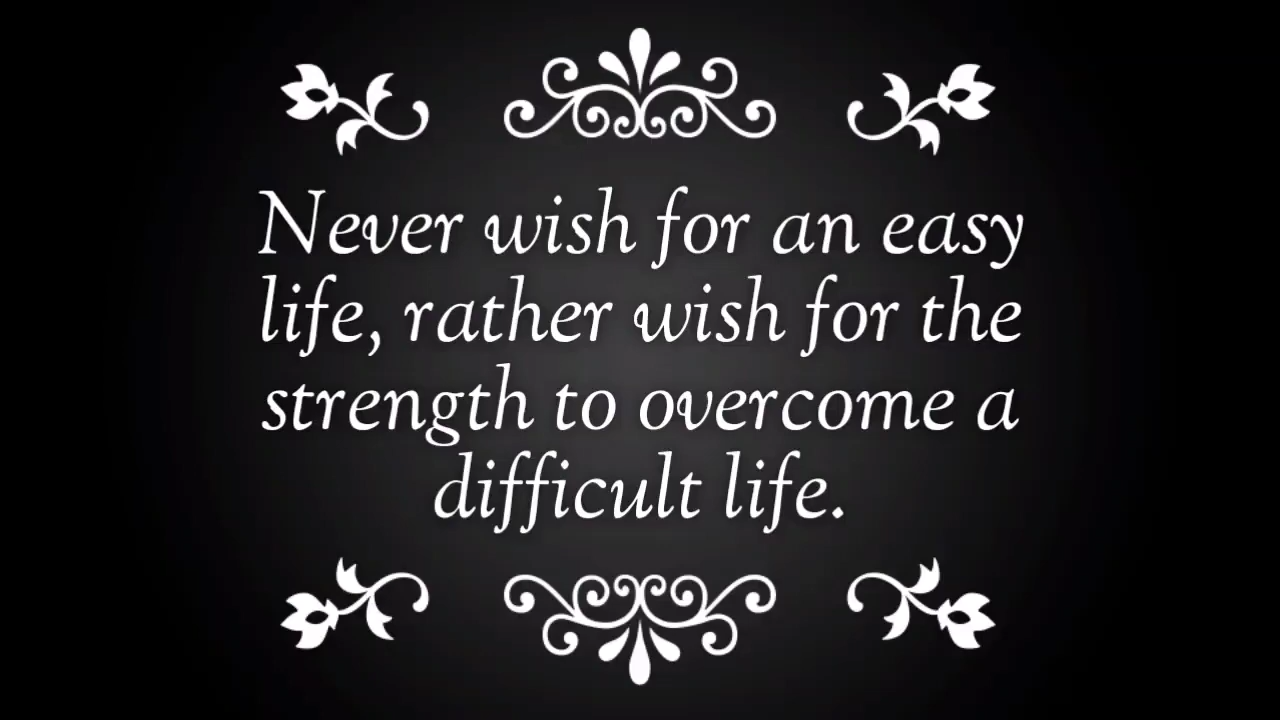 Never wish for an easy
life, rather wish for the
strength to overcome a
difficult life.